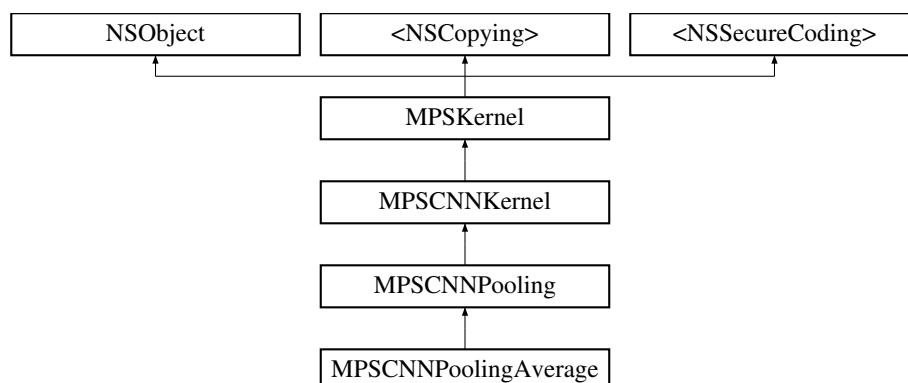 NSObject <NSCopying> <NSSecureCoding>
MPSKernel
MPSCNNKernel
MPSCNNPooling
MPSCNNPoolingAverage